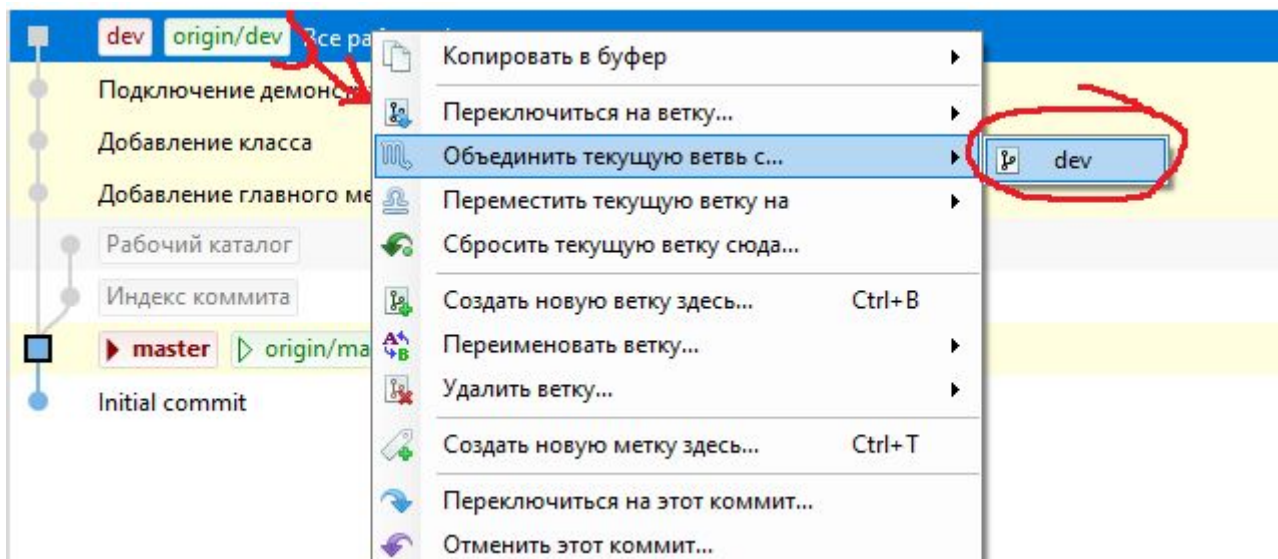 dev origin/dev Все
Копировать в буфер
Подключение
Переключиться на ветку...
Добавление класса
Объединить текущую ветвь с... dev
Добавление главного
Переместить текущую ветку на
Рабочий каталог
Сбросить текущую ветку сюда...
Индекс коммита
Создать новую ветку здесь... Ctrl+B
master origin/ma
Переименовать ветку...
Initial commit
Удалить ветку...
Создать новую метку здесь... Ctrl+T
Переключиться на этот коммит...
Отменить этот коммит...